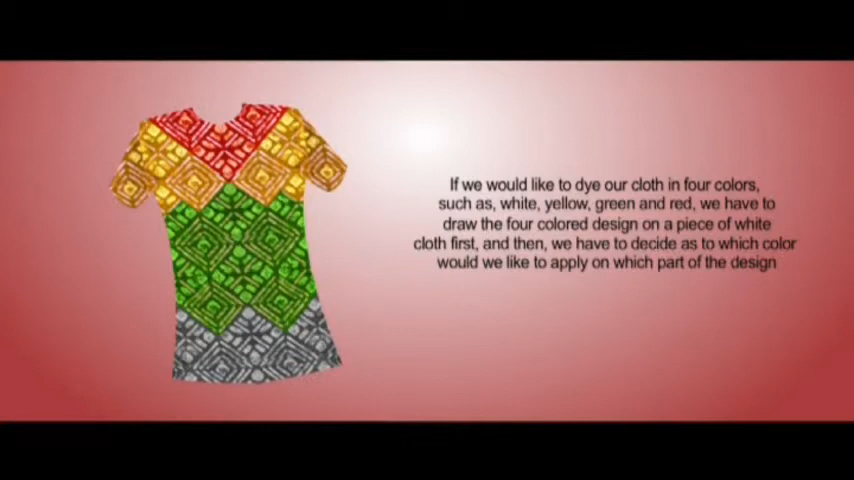 If we would like to dye our cloth in four colors,
such as, white, yellow, green and red, we have to
draw the four colored design on a piece of white
cloth first, and then, we have to decide as to which color
would we like to apply on which part of the design